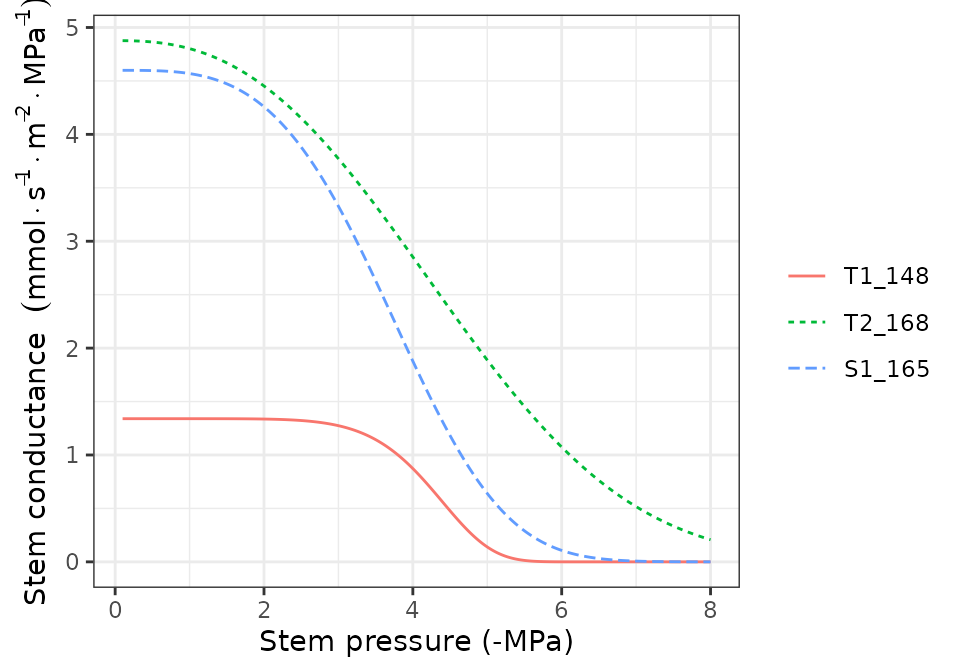 Stem conductance (mmol · s⁻¹ · m⁻² · MPa⁻¹)
5
4
3
2
1
0
0 2 4 6 8
Stem pressure (-MPa)
T1_148
T2_168
S1_165